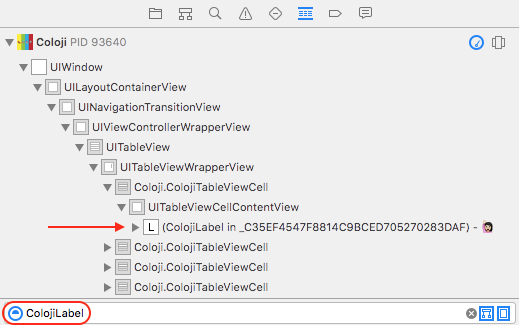 Coloji PID 93640
UIWindow
UILayoutContainerView
UINavigationTransitionView
UIViewControllerWrapperView
UITableView
UITableViewWrapperView
Coloji.ColojiTableViewCell
UITableViewCellContentView
L (ColojiLabel in _C35EF4547F8814C9BCED705270283DAF) - 🙋🏻
Coloji.ColojiTableViewCell
Coloji.ColojiTableViewCell
Coloji.ColojiTableViewCell
ColojiLabel